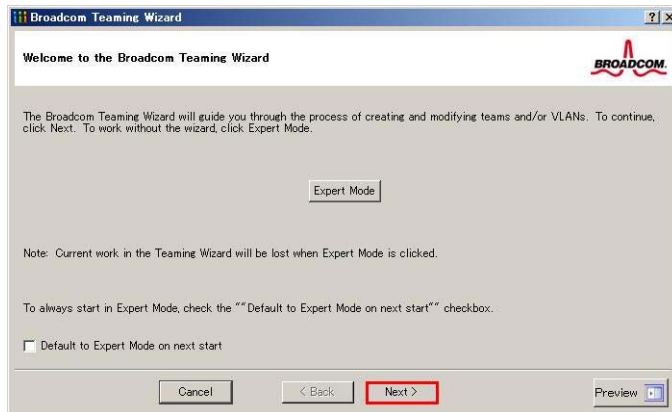 Broadcom Teaming Wizard
Welcome to the Broadcom Teaming Wizard
BROADCOM.
The Broadcom Teaming Wizard will guide you through the process of creating and modifying teams and/or VLANs. To continue,
click Next. To work without the wizard, click Expert Mode.
Expert Mode
Note: Current work in the Teaming Wizard will be lost when Expert Mode is clicked.
To always start in Expert Mode, check the ""Default to Expert Mode on next start"" checkbox.
Default to Expert Mode on next start
Cancel
< Back
Next >
Preview